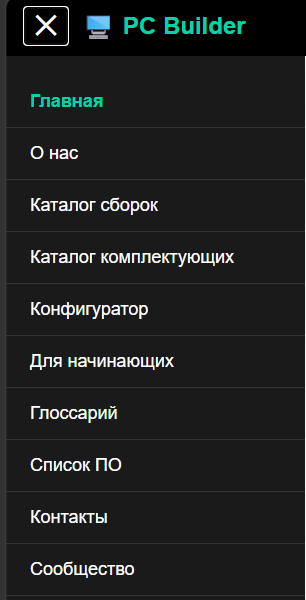 PC Builder
Главная
О нас
Каталог сборок
Каталог комплектующих
Конфигуратор
Для начинающих
Глоссарий
Список ПО
Контакты
Сообщество